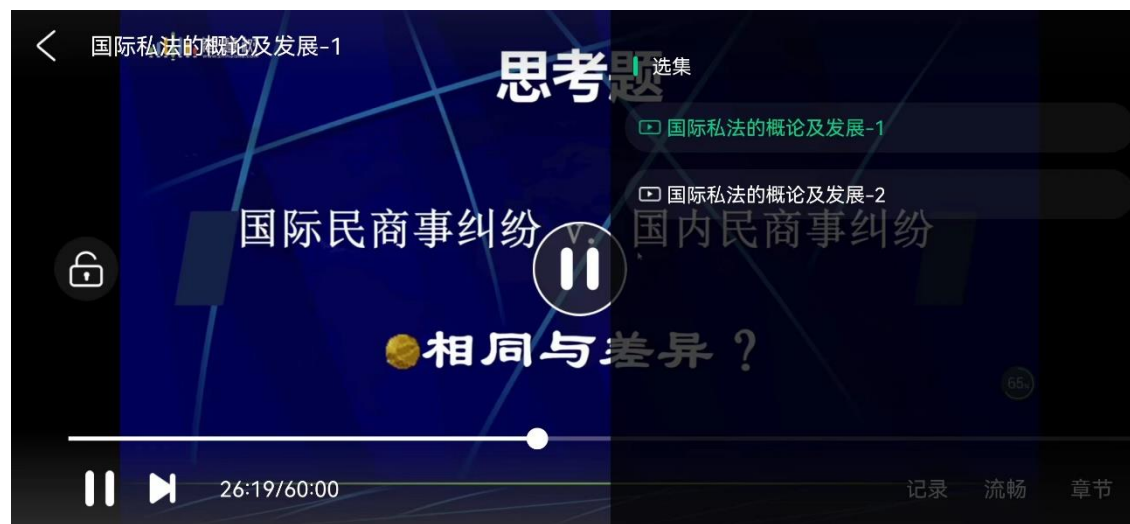 国际私法的概论及发展-1
思考题
选集
国际私法的概论及发展-1
国际私法的概论及发展-2
国际民商事纠纷 v. 国内民商事纠纷
相同与差异？
65%
26:19/60:00
记录 流畅 章节